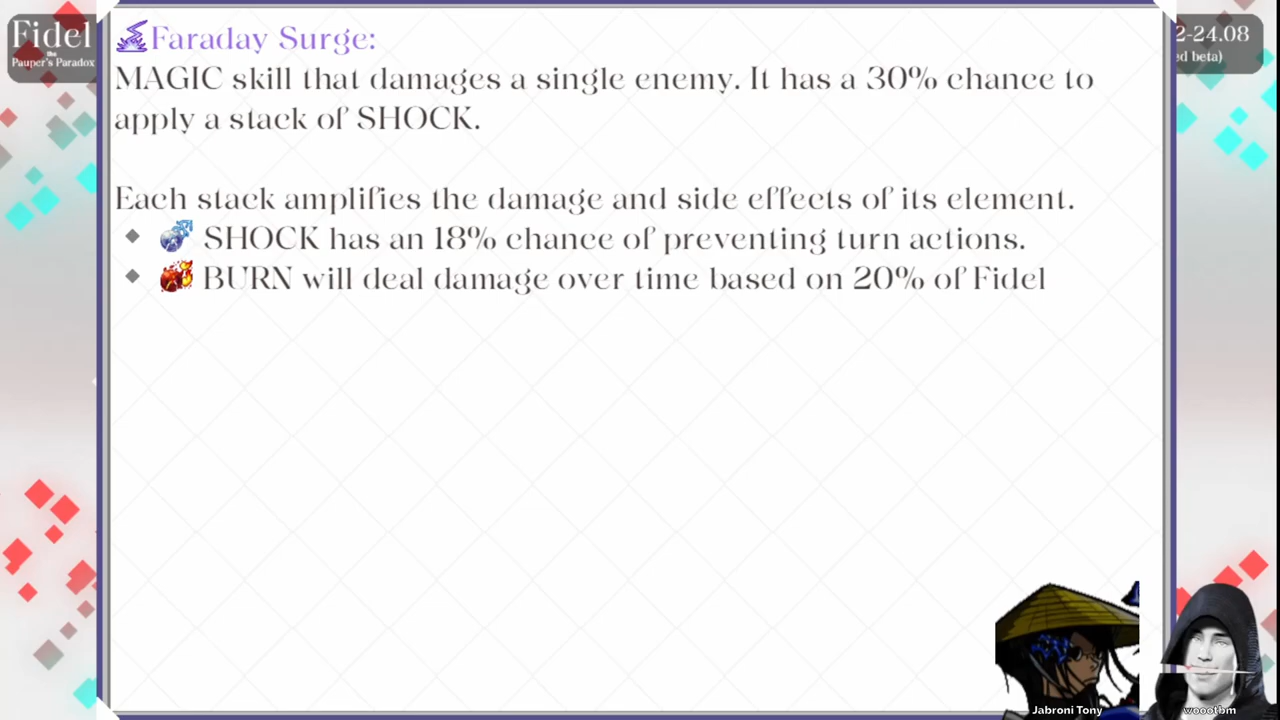 Fidel
the
Pauper's Paradox
2-24.08
ed beta)
Faraday Surge:
MAGIC skill that damages a single enemy. It has a 30% chance to
apply a stack of SHOCK.
Each stack amplifies the damage and side effects of its element.
SHOCK has an 18% chance of preventing turn actions.
BURN will deal damage over time based on 20% of Fidel
Jabroni Tony
woootbm